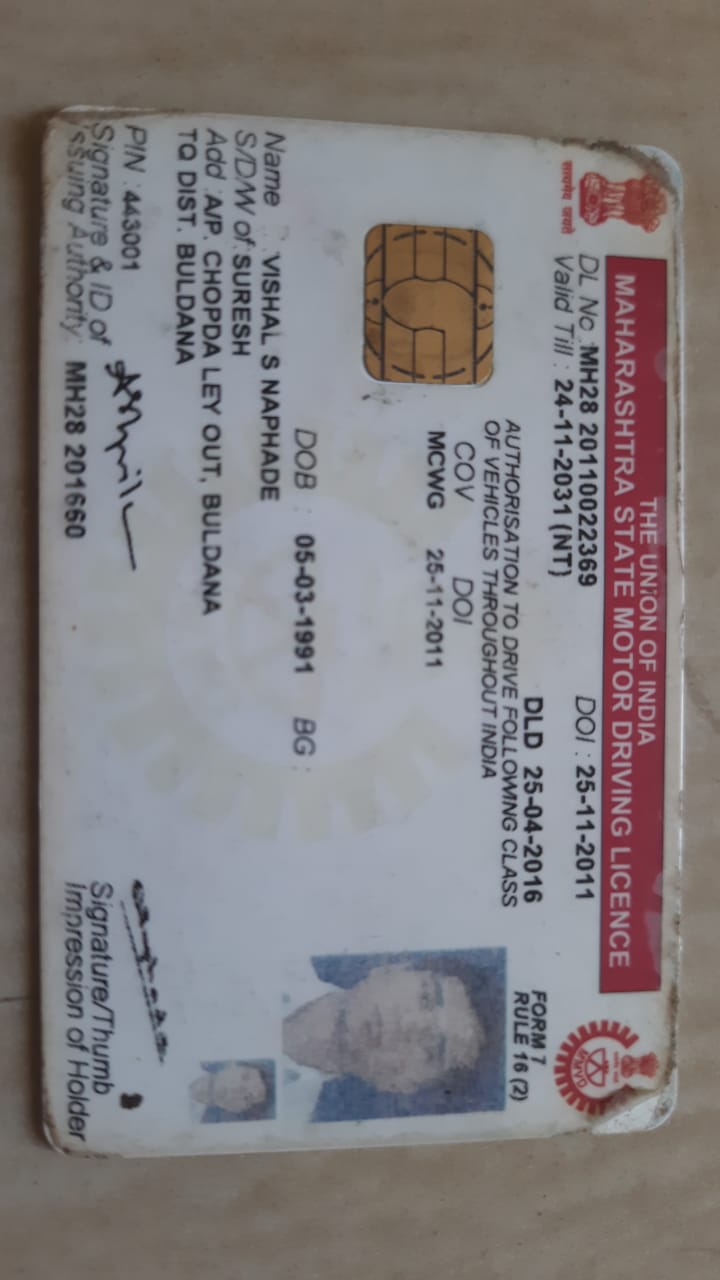 THE UNION OF INDIA
MAHARASHTRA STATE MOTOR DRIVING LICENCE
सत्यमेव जयते
DL No. MH28 20110022369 DOI : 25-11-2011
Valid Till : 24-11-2031 (NT)
DLD 25-04-2016
FORM 7
RULE 16 (2)
AUTHORISATION TO DRIVE FOLLOWING CLASS
OF VEHICLES THROUGHOUT INDIA
COV DOI
MCWG 25-11-2011
DOB : 05-03-1991 BG :
Name : VISHAL S NAPHADE
S/D/W of : SURESH
Add : A/P. CHOPDA LEY OUT, BULDANA
TQ DIST. BULDANA
PIN : 443001
Signature & ID of
Issuing Authority: MH28 201660
Signature/Thumb
Impression of Holder